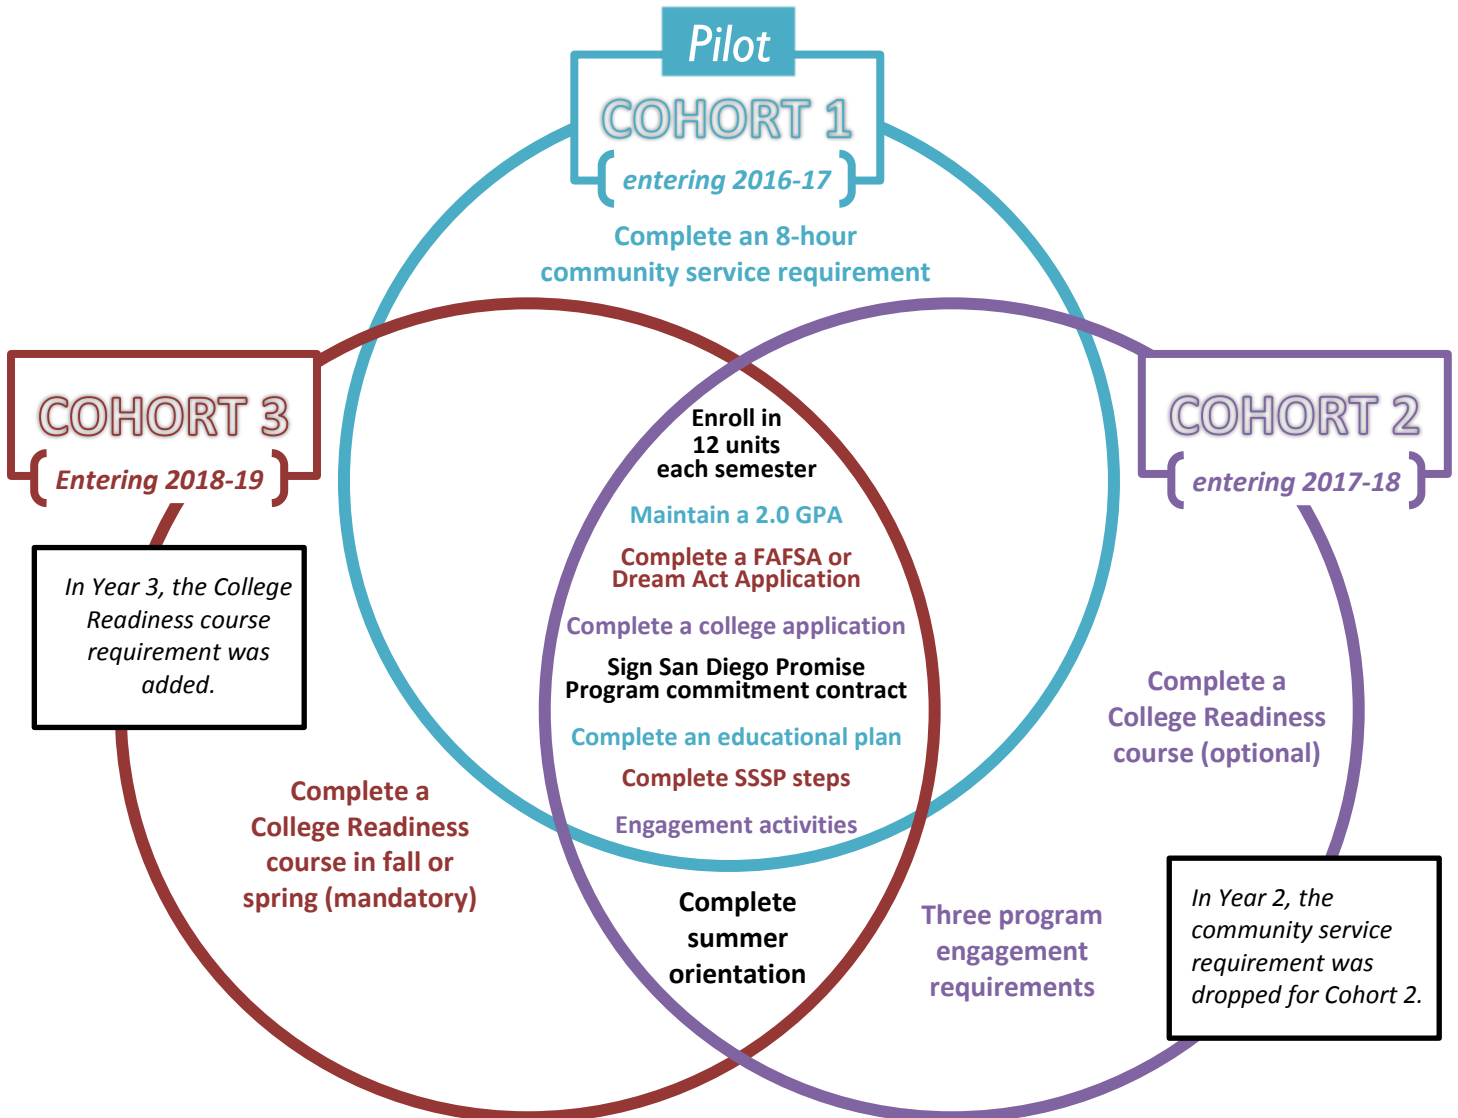 Pilot
COHORT 1
entering 2016-17
Complete an 8-hour
community service requirement
COHORT 3
Entering 2018-19
In Year 3, the College
Readiness course
requirement was
added.
Complete a
College Readiness
course in fall or
spring (mandatory)
Enroll in
12 units
each semester
Maintain a 2.0 GPA
Complete a FAFSA or
Dream Act Application
Complete a college application
Sign San Diego Promise
Program commitment contract
Complete an educational plan
Complete SSSP steps
Engagement activities
Complete
summer
orientation
COHORT 2
entering 2017-18
Complete a
College Readiness
course (optional)
Three program
engagement
requirements
In Year 2, the
community service
requirement was
dropped for Cohort 2.